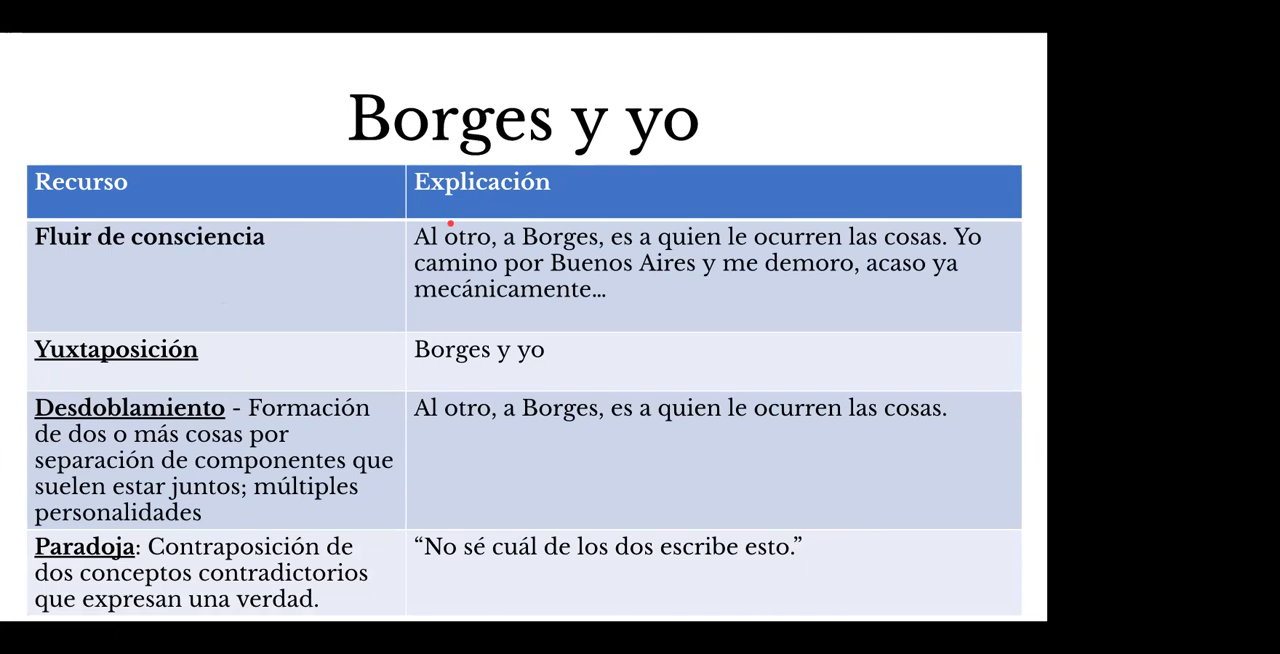 Borges y yo
Recurso
Explicación
Fluir de consciencia
Al otro, a Borges, es a quien le ocurren las cosas. Yo
camino por Buenos Aires y me demoro, acaso ya
mecánicamente…
Yuxtaposición
Borges y yo
Desdoblamiento - Formación
de dos o más cosas por
separación de componentes que
suelen estar juntos; múltiples
personalidades
Al otro, a Borges, es a quien le ocurren las cosas.
Paradoja: Contraposición de
dos conceptos contradictorios
que expresan una verdad.
“No sé cuál de los dos escribe esto.”